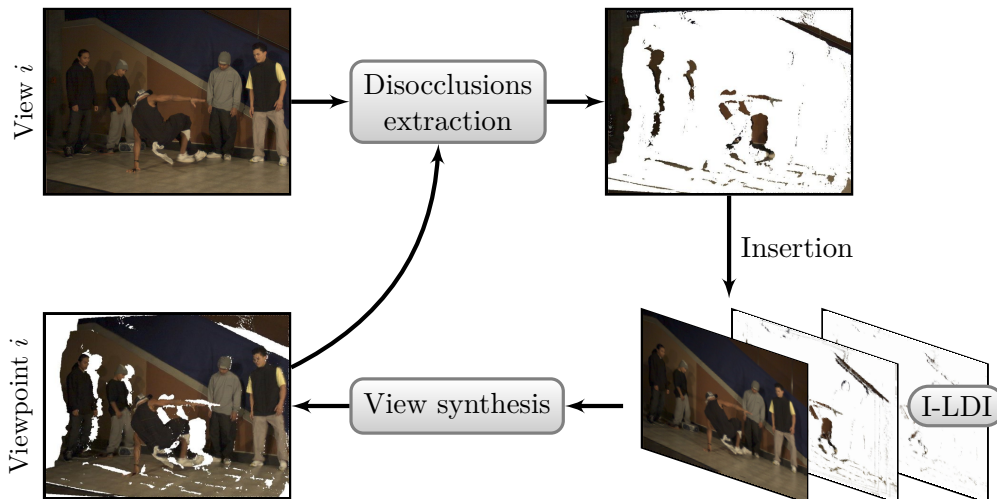 View i
Disocclusions
extraction
Insertion
Viewpoint i
View synthesis
I-LDI